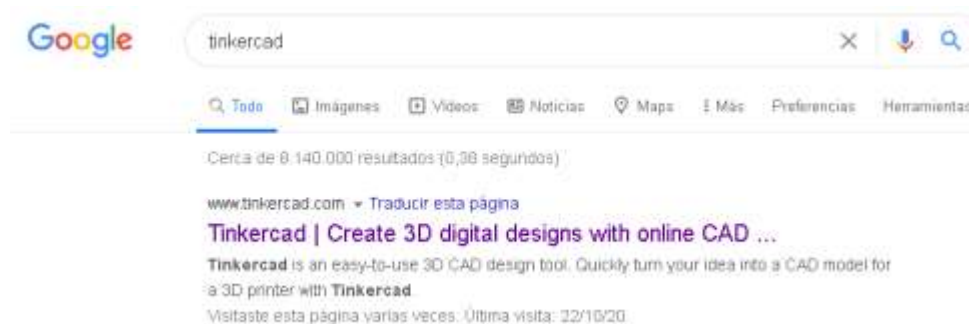 Google
tinkercad
Todo Imágenes Vídeos Noticias Maps Más Preferencias Herramientas
Cerca de 8.140.000 resultados (0,38 segundos)
www.tinkercad.com Traducir esta página
Tinkercad | Create 3D digital designs with online CAD ...
Tinkercad is an easy-to-use 3D CAD design tool. Quickly turn your idea into a CAD model for
a 3D printer with Tinkercad.
Visitaste esta página varias veces. Última visita: 22/10/20